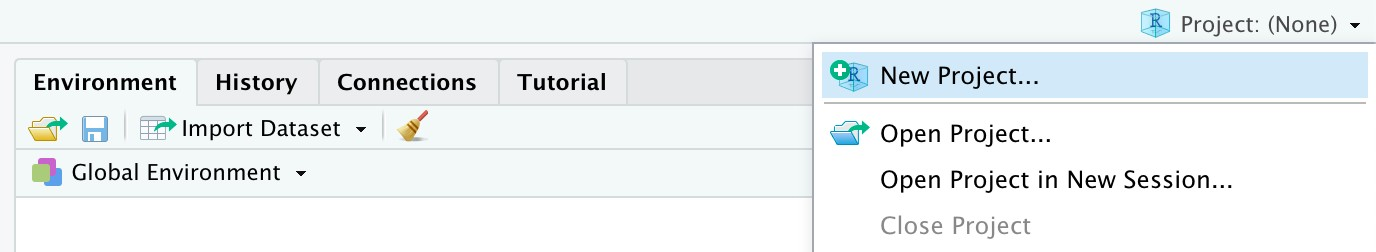 Project: (None)
Environment History Connections Tutorial
Import Dataset
Global Environment
New Project...
Open Project...
Open Project in New Session...
Close Project